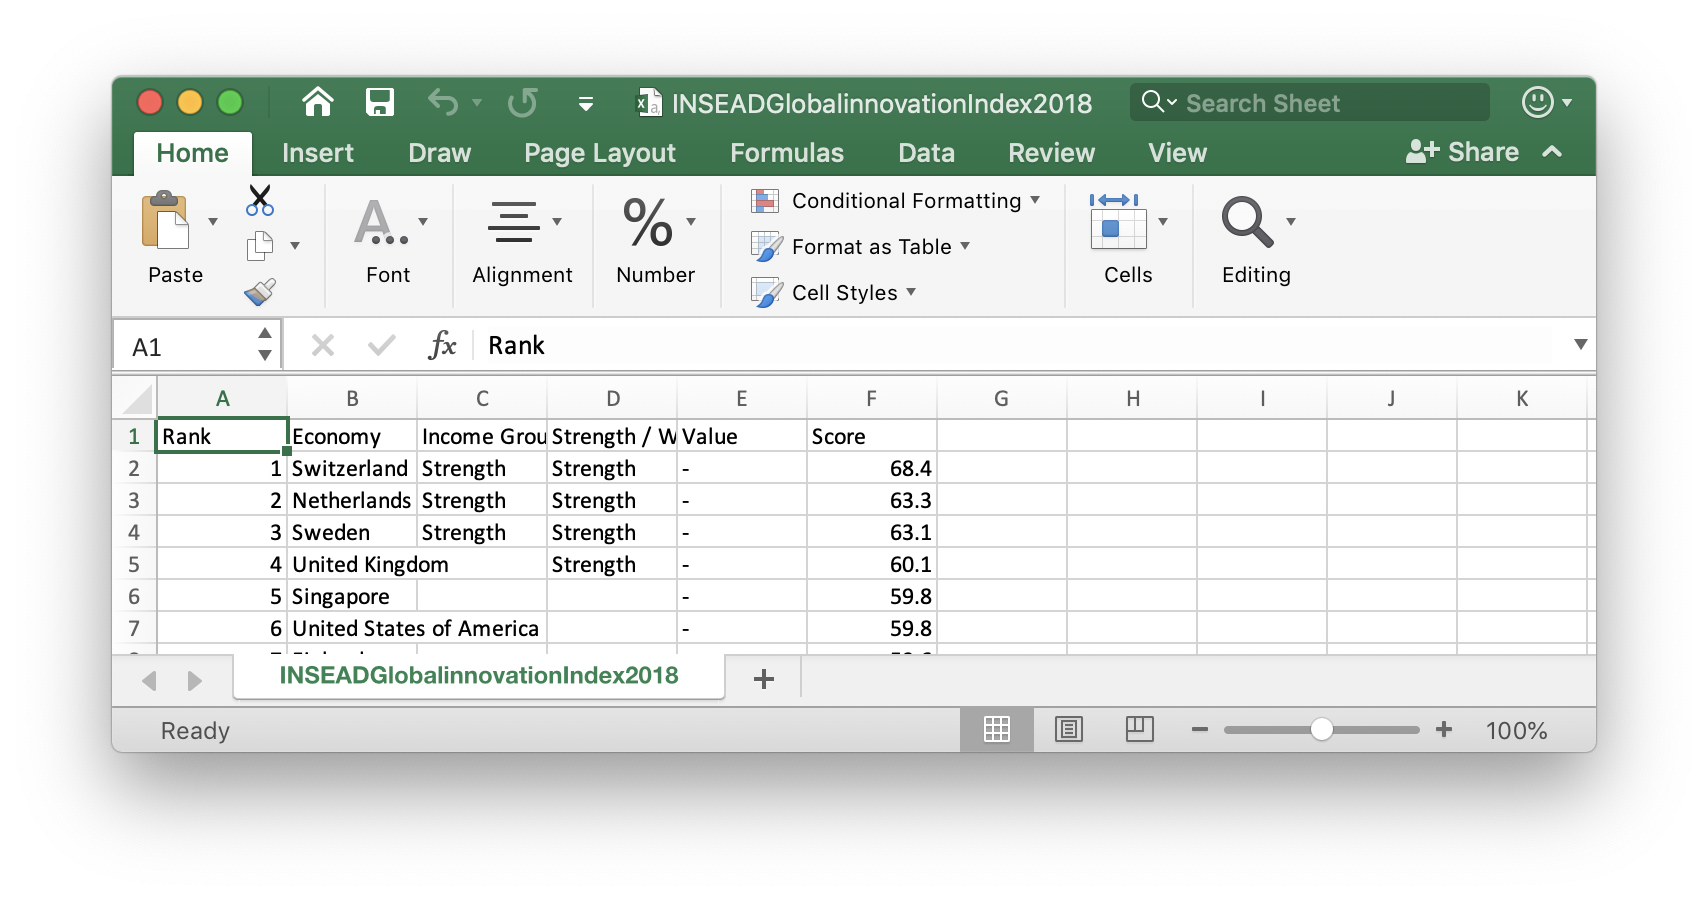 INSEADGlobalinnovationIndex2018 Search Sheet
Home Insert Draw Page Layout Formulas Data Review View Share
Paste Font Alignment % Number Conditional Formatting Format as Table Cell Styles Cells Editing
A1 fx Rank
A B C D E F G H I J K
1 Rank Economy Income Grou Strength / W Value Score
2 1 Switzerland Strength Strength - 68.4
3 2 Netherlands Strength Strength - 63.3
4 3 Sweden Strength Strength - 63.1
5 4 United Kingdom Strength - 60.1
6 5 Singapore - 59.8
7 6 United States of America - 59.8
INSEADGlobalinnovationIndex2018 +
Ready 100%